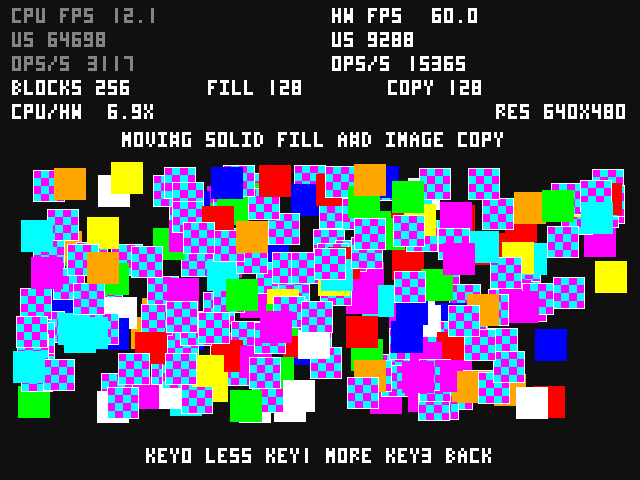 CPU FPS 12.1 HW FPS 60.0
US 64698 US 9288
OPS/S 3117 OPS/S 15365
BLOCKS 256 FILL 128 COPY 128
CPU/HW 6.9X RES 640X480
MOVING SOLID FILL AND IMAGE COPY
KEY0 LESS KEY1 MORE KEY3 BACK